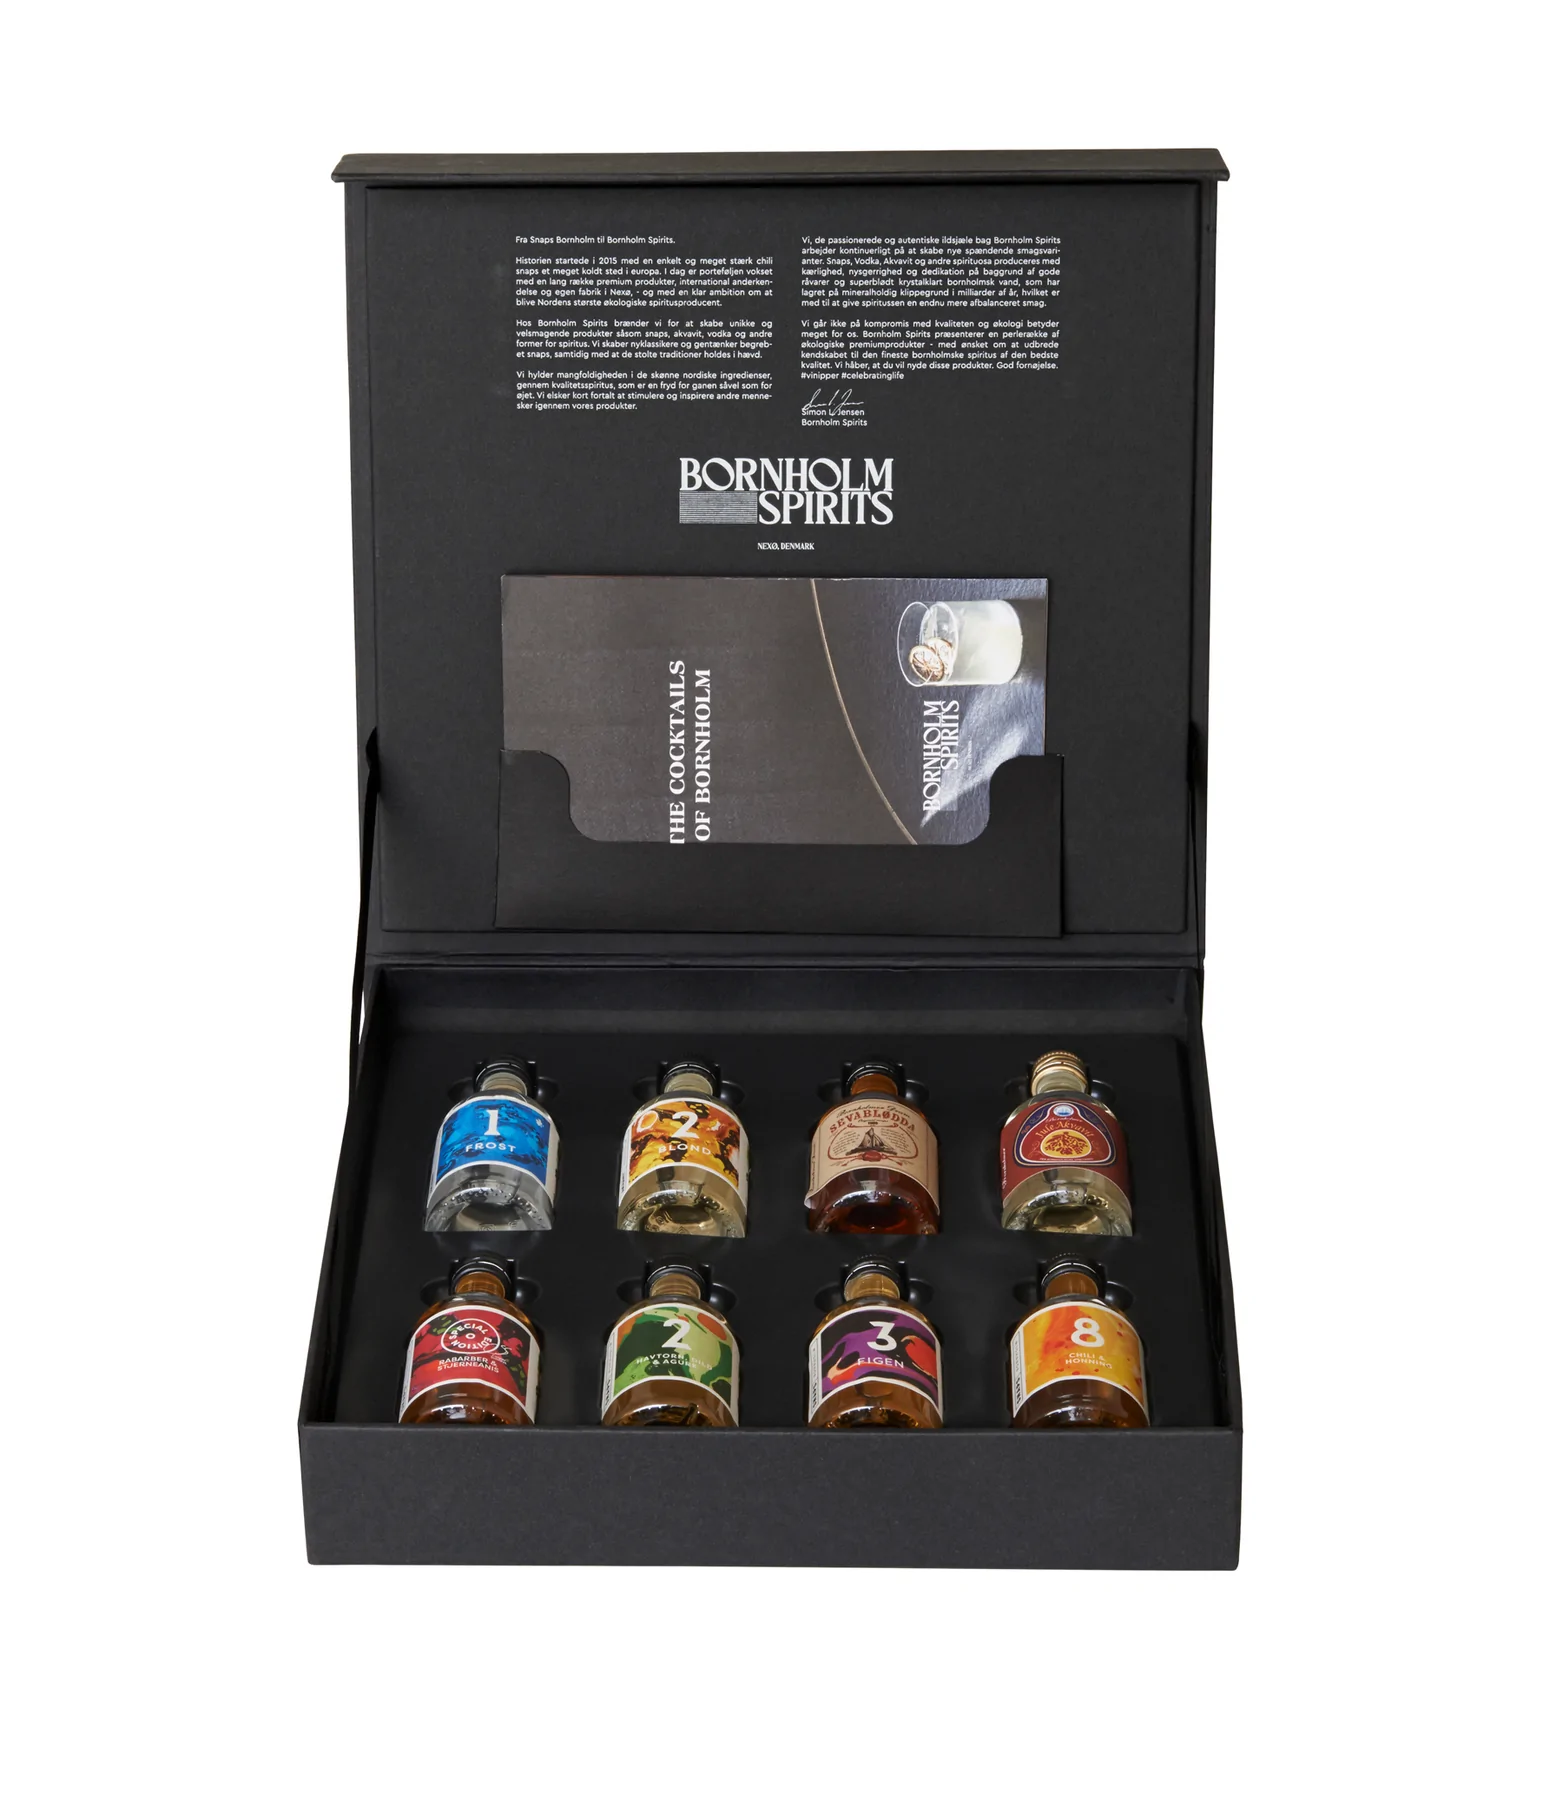 Fra Snaps Bornholm til Bornholm Spirits.
Historien startede i 2015 med en enkelt og meget stærk chili
snaps et meget koldt sted i europa. I dag er porteføljen vokset
med en lang række premium produkter, international anderken-
delse og egen fabrik i Nexø, - og med en klar ambition om at
blive Nordens største økologiske spiritusproducent.
Hos Bornholm Spirits brænder vi for at skabe unikke og
velsmagende produkter såsom snaps, akvavit, vodka og andre
former for spiritus. Vi skaber nyklassikere og gentænker begreb-
et snaps, samtidig med at de stolte traditioner holdes i hævd.
Vi hylder mangfoldigheden i de skønne nordiske ingredienser,
gennem kvalitetsspiritus, som er en fryd for ganen såvel som for
øjet. Vi elsker kort fortalt at stimulere og inspirere andre menne-
sker igennem vores produkter.
Vi, de passionerede og autentiske ildsjæle bag Bornholm Spirits
arbejder kontinuerligt på at skabe nye spændende smagsvari-
anter. Snaps, Vodka, Akvavit og andre spirituosa produceres med
kærlighed, nysgerrighed og dedikation på baggrund af gode
råvarer og superblødt krystalklart bornholmsk vand, som har
lagret på mineralholdig klippegrund i milliarder af år, hvilket er
med til at give spiritussen en endnu mere afbalanceret smag.
Vi går ikke på kompromis med kvaliteten og økologi betyder
meget for os. Bornholm Spirits præsenterer en perlerække af
økologiske premiumprodukter - med ønsket om at udbrede
kendskabet til den fineste bornholmske spiritus af den bedste
kvalitet. Vi håber, at du vil nyde disse produkter. God fornøjelse.
#vinipper #celebratinglife
Simon L. Jensen
Bornholm Spirits
BORNHOLM
SPIRITS
NEXØ, DENMARK
THE COCKTAILS
OF BORNHOLM
BORNHOLM
SPIRITS
1
FROST
2
BLOND
SEVABLØDDA
Jule Akvavit
SPECIAL EDITION
RABARBER &
STJERNEANIS
2
HAVTORN, DILD
& AGURK
3
FIGEN
8
CHILI &
HONNING